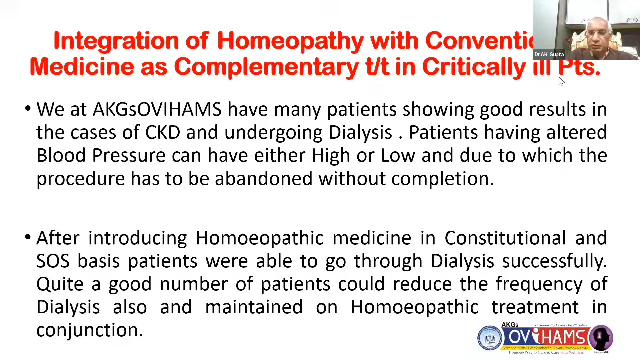 Integration of Homeopathy with Conventi
Medicine as Complementary t/t in Critically ill Pts.
• We at AKGsOVIHAMS have many patients showing good results in
the cases of CKD and undergoing Dialysis . Patients having altered
Blood Pressure can have either High or Low and due to which the
procedure has to be abandoned without completion.
• After introducing Homoeopathic medicine in Constitutional and
SOS basis patients were able to go through Dialysis successfully.
Quite a good number of patients could reduce the frequency of
Dialysis also and maintained on Homoeopathic treatment in
conjunction.
AKGs
OViHAMS